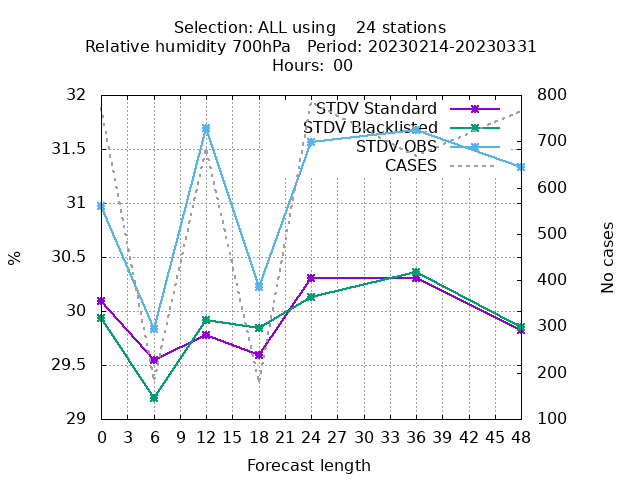 Selection: ALL using    24 stations
Relative humidity 700hPa   Period: 20230214-20230331
Hours:  00
32
31.5
31
30.5
30
29.5
29
%
800
700
600
500
400
300
200
100
No cases
STDV Standard
STDV Blacklisted
STDV OBS
CASES
0 3 6 9 12 15 18 21 24 27 30 33 36 39 42 45 48
Forecast length